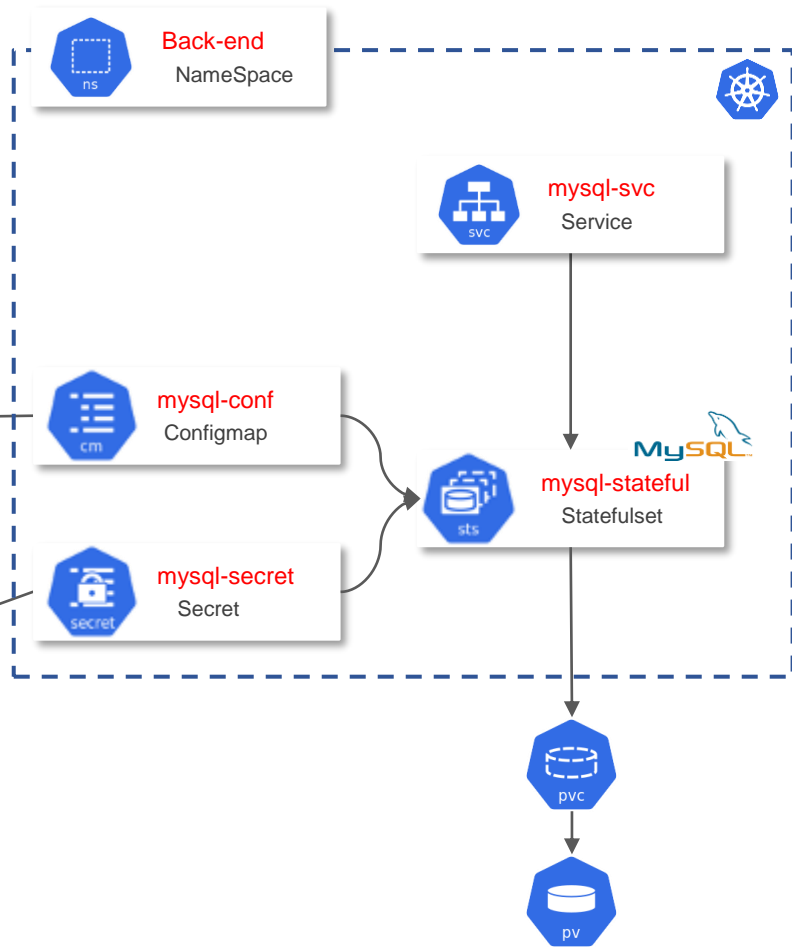 Back-end
NameSpace
ns
mysql-svc
Service
svc
mysql-conf
Configmap
cm
MySQL
mysql-stateful
Statefulset
sts
mysql-secret
Secret
secret
pvc
pv